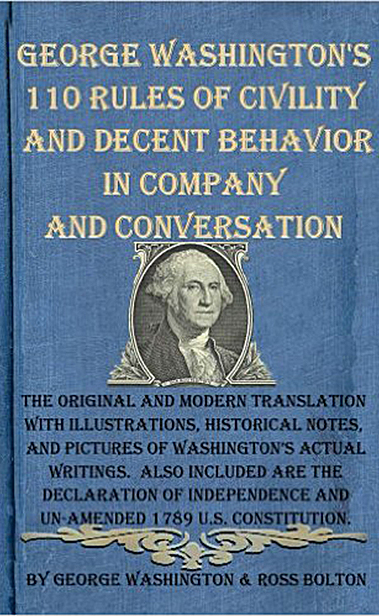 GEORGE WASHINGTON'S
110 RULES OF CIVILITY
AND DECENT BEHAVIOR
IN COMPANY
AND CONVERSATION
THE ORIGINAL AND MODERN TRANSLATION
WITH ILLUSTRATIONS, HISTORICAL NOTES,
AND PICTURES OF WASHINGTON'S ACTUAL
WRITINGS. ALSO INCLUDED ARE THE
DECLARATION OF INDEPENDENCE AND
UN-AMENDED 1789 U.S. CONSTITUTION.
BY GEORGE WASHINGTON & ROSS BOLTON